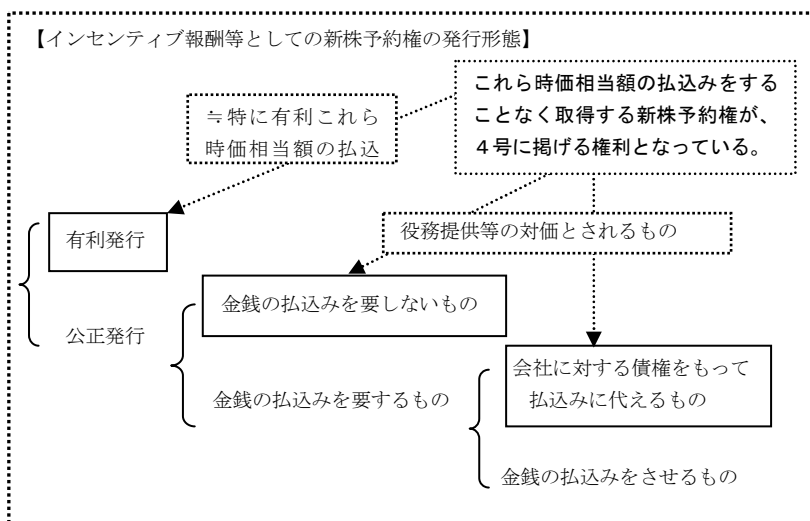 【インセンティブ報酬等としての新株予約権の発行形態】
これら時価相当額の払込みをする
ことなく取得する新株予約権が、
４号に掲げる権利となっている。
≒特に有利これら
時価相当額の払込
有利発行
役務提供等の対価とされるもの
金銭の払込みを要しないもの
公正発行
会社に対する債権をもって
払込みに代えるもの
金銭の払込みを要するもの
金銭の払込みをさせるもの